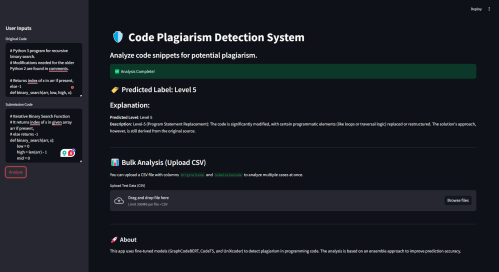 Deploy
User Inputs
Original Code
# Python 3 program for recursive
binary search.
# Modifications needed for the older
Python 2 are found in comments.
# Returns index of x in arr if present,
else -1
def binary_search(arr, low, high, x):
Submission Code
# Iterative Binary Search Function
# It returns index of x in given array
arr if present,
# else returns -1
def binary_search(arr, x):
low = 0
high = len(arr) - 1
mid = 0
Analyze
Code Plagiarism Detection System
Analyze code snippets for potential plagiarism.
Analysis Complete!
Predicted Label: Level 5
Explanation:
Predicted Level: Level 5
Description: Level 5 (Program Statement Replacement): The code is significantly modified, with certain programmatic elements (like loops or traversal logic) replaced or restructured. The solution's approach,
however, is still derived from the original source.
Bulk Analysis (Upload CSV)
You can upload a CSV file with columns and to analyze multiple cases at once.
Upload Test Data (CSV)
Drag and drop file here
Limit 200MB per file • CSV
Browse files
About
This app uses fine-tuned models (GraphCodeBERT, CodeT5, and UniXcoder) to detect plagiarism in programming code. The analysis is based on an ensemble approach to improve prediction accuracy.